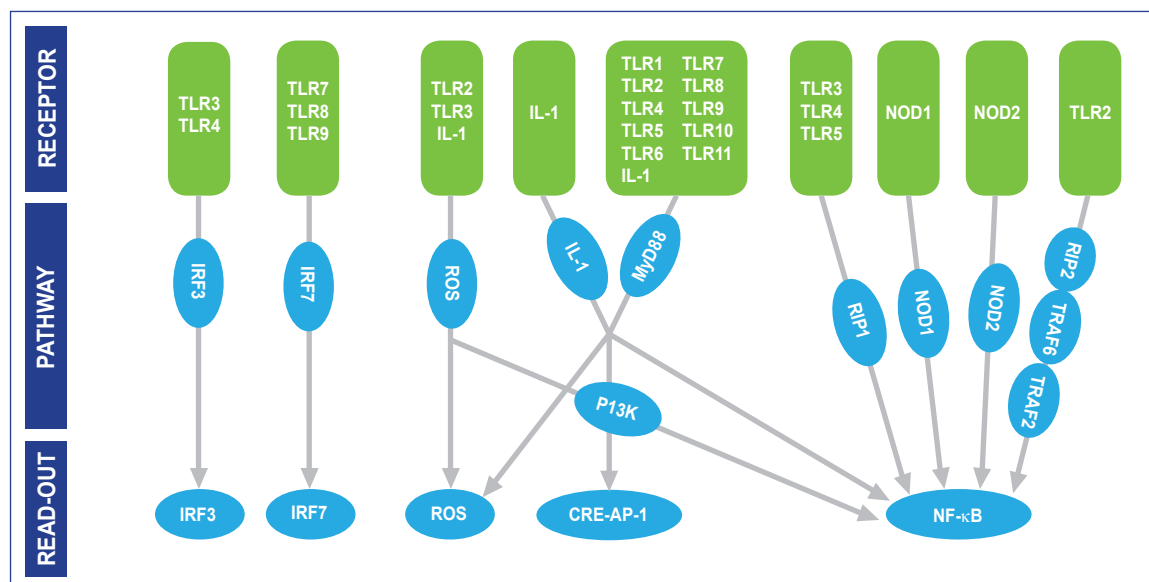 RECEPTOR
TLR3
TLR4
TLR7
TLR8
TLR9
TLR2
TLR3
IL-1
IL-1
TLR1 TLR7
TLR2 TLR8
TLR4 TLR9
TLR5 TLR10
TLR6 TLR11
IL-1
TLR3
TLR4
TLR5
NOD1
NOD2
TLR2
PATHWAY
IRF3
IRF7
ROS
IL-1
MyD88
P13K
RIP1
NOD1
NOD2
RIP2
TRAF6
TRAF2
READ-OUT
IRF3
IRF7
ROS
CRE-AP-1
NF-κB